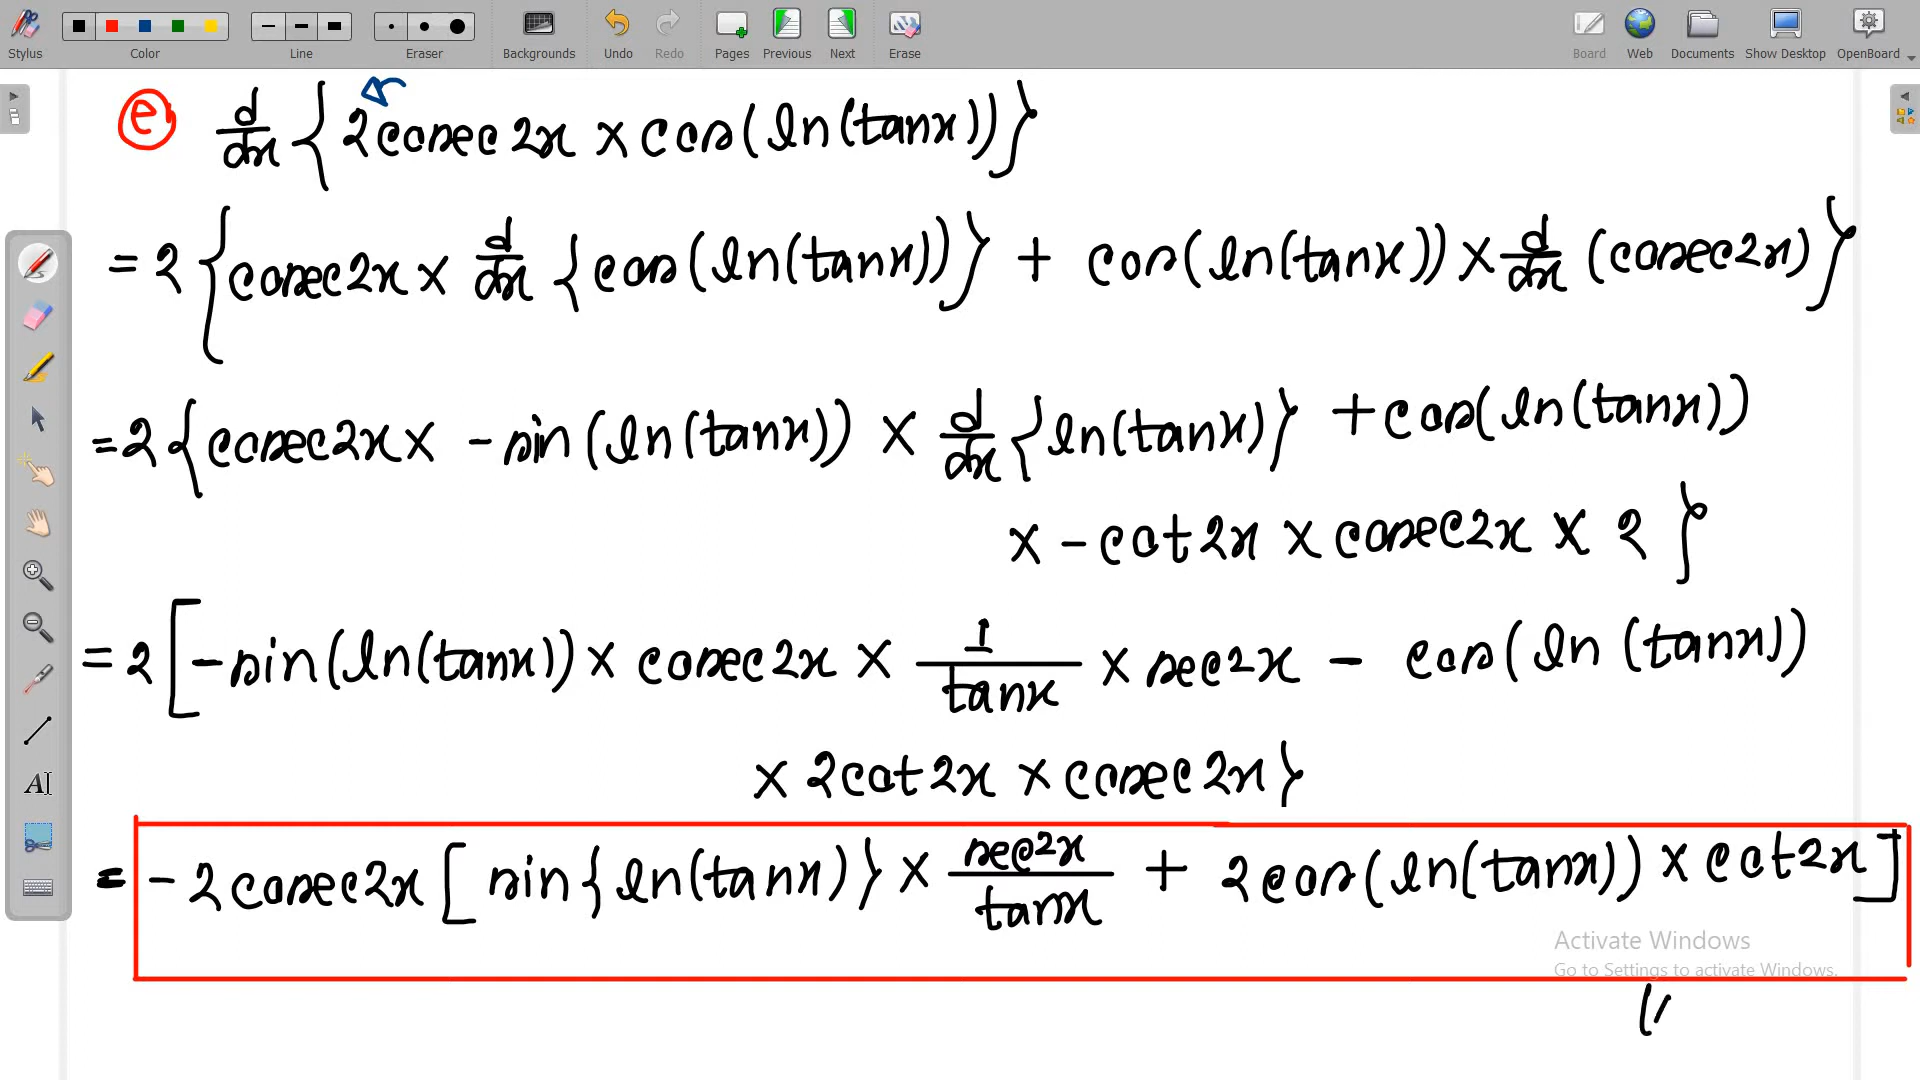 Stylus Color Line Eraser Backgrounds Undo Redo Pages Previous Next Erase Board Web Documents Show Desktop OpenBoard
e d/dx { 2cosec2x × cos(ln(tanx)) }
= 2 { cosec2x × d/dx { cos(ln(tanx)) } + cos(ln(tanx)) × d/dx (cosec2x) }
= 2 { cosec2x × - sin(ln(tanx)) × d/dx { ln(tanx) } + cos(ln(tanx))
× - cot2x × cosec2x × 2 }
= 2 [ - sin(ln(tanx)) × cosec2x × 1/tanx × sec²x - cos(ln(tanx))
× 2cot2x × cosec2x }
= - 2cosec2x [ sin{ln(tanx)} × sec²x/tanx + 2cos(ln(tanx)) × cot2x ]
Activate Windows
Go to Settings to activate Windows.
AI